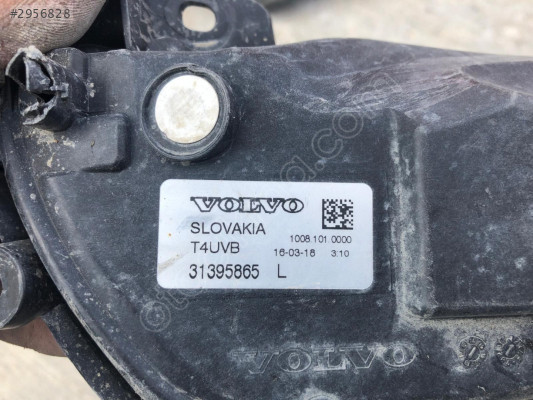 #2956828
VOLVO
SLOVAKIA
1008.101.0000
T4UVB
16-03-18
3:10
31395865 L
VOLVO